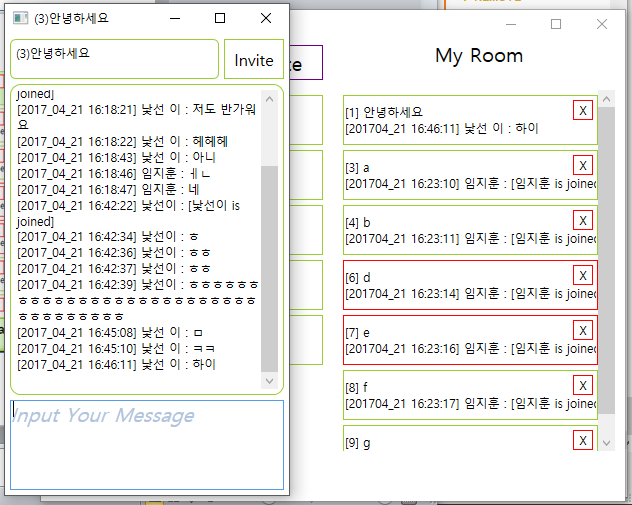 (3)안녕하세요
(3)안녕하세요
Invite
joined]
[2017_04_21 16:18:21] 낯선 이 : 저도 반가워
요
[2017_04_21 16:18:22] 낯선 이 : 헤헤헤
[2017_04_21 16:18:43] 낯선 이 : 아니
[2017_04_21 16:18:46] 임지훈 : ㅔㄴ
[2017_04_21 16:18:47] 임지훈 : 네
[2017_04_21 16:42:22] 낯선이 : [낯선이 is
joined]
[2017_04_21 16:42:34] 낯선이 : ㅎ
[2017_04_21 16:42:36] 낯선이 : ㅎㅎ
[2017_04_21 16:42:37] 낯선이 : ㅎㅎ
[2017_04_21 16:42:39] 낯선이 : ㅎㅎㅎㅎㅎㅎ
ㅎㅎㅎㅎㅎㅎㅎㅎㅎㅎㅎㅎㅎㅎㅎㅎㅎㅎㅎㅎ
ㅎㅎㅎㅎㅎㅎㅎㅎㅎ
[2017_04_21 16:45:08] 낯선 이 : ㅁ
[2017_04_21 16:45:10] 낯선 이 : ㅋㅋ
[2017_04_21 16:46:11] 낯선 이 : 하이
Input Your Message
My Room
[1] 안녕하세요
X
[201704_21 16:46:11] 낯선 이 : 하이
[3] a
X
[201704_21 16:23:10] 임지훈 : [임지훈 is joined
[4] b
X
[201704_21 16:23:11] 임지훈 : [임지훈 is joined
[6] d
X
[201704_21 16:23:14] 임지훈 : [임지훈 is joined
[7] e
X
[201704_21 16:23:16] 임지훈 : [임지훈 is joined
[8] f
X
[201704_21 16:23:17] 임지훈 : [임지훈 is joined
[9] g
X